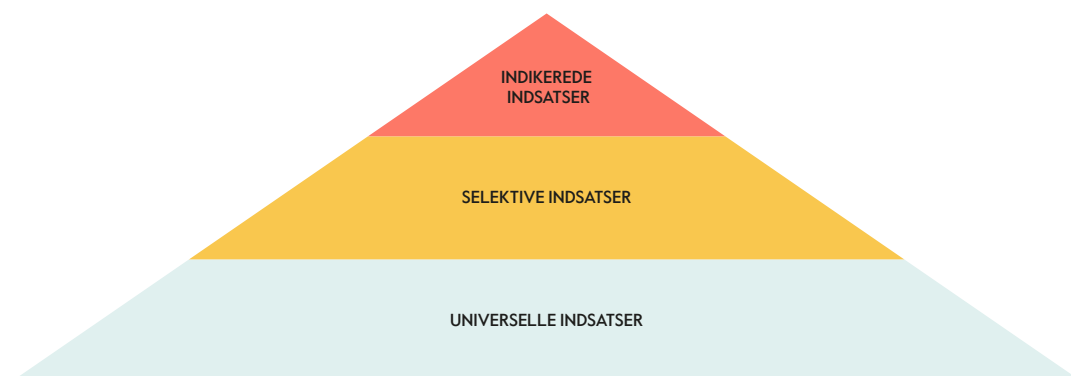 INDIKEREDE
INDSATSER
SELEKTIVE INDSATSER
UNIVERSELLE INDSATSER